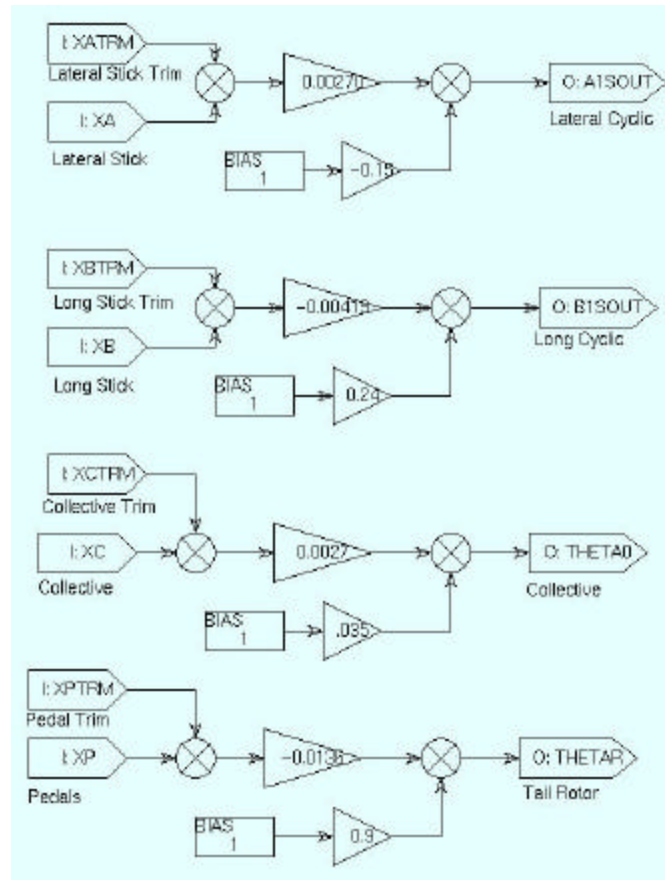 I: XATRM
Lateral Stick Trim
0.00270
O: A1SOUT
Lateral Cyclic
I: XA
Lateral Stick
BIAS
1
-0.15
I: XBTRM
Long Stick Trim
-0.00415
O: B1SOUT
Long Cyclic
I: XB
Long Stick
BIAS
1
0.24
I: XCTRM
Collective Trim
I: XC
Collective
0.0027
O: THETA0
Collective
BIAS
1
.035
I: XPTRM
Pedal Trim
I: XP
Pedals
-0.0136
O: THETAR
Tail Rotor
BIAS
1
0.9